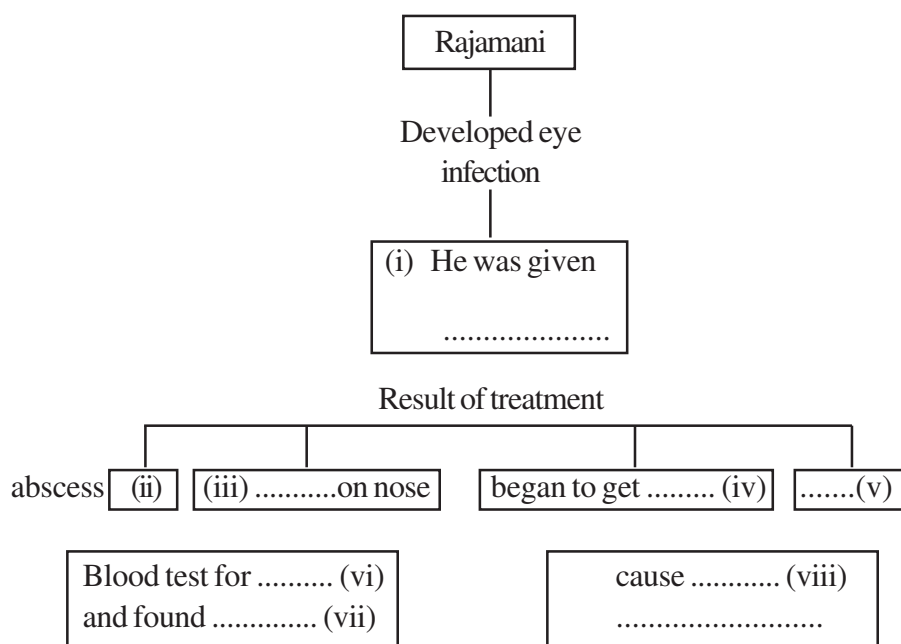 Rajamani
Developed eye
infection
(i) He was given
.....................
Result of treatment
abscess (ii) (iii) ...........on nose began to get ......... (iv) .......(v)
Blood test for .......... (vi)
and found ............. (vii)
cause ........... (viii)
..........................